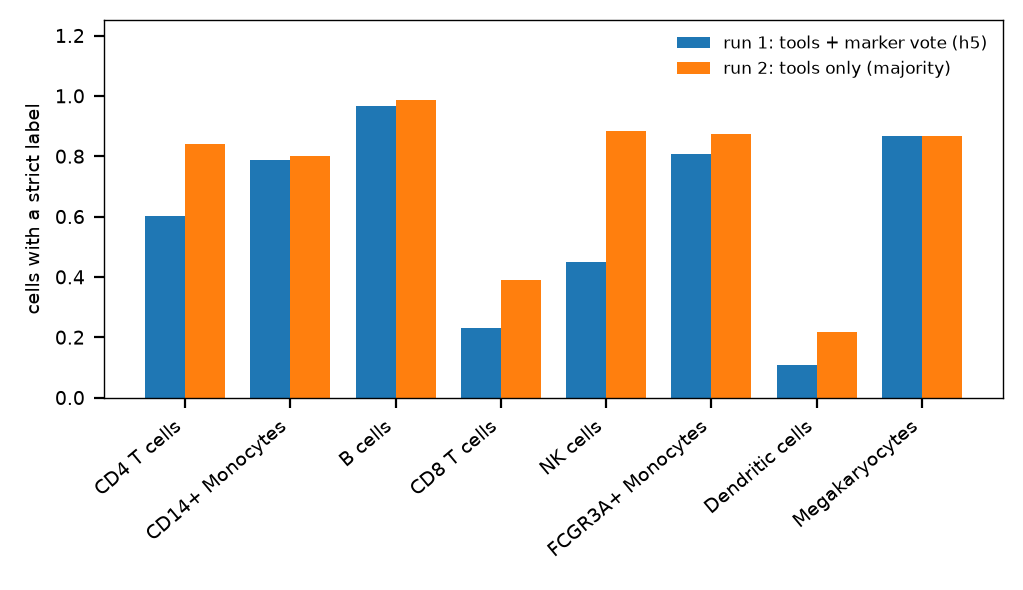 run 1: tools + marker vote (h5)
run 2: tools only (majority)
cells with a strict label
1.2
1.0
0.8
0.6
0.4
0.2
0.0
CD4 T cells
CD14+ Monocytes
B cells
CD8 T cells
NK cells
FCGR3A+ Monocytes
Dendritic cells
Megakaryocytes